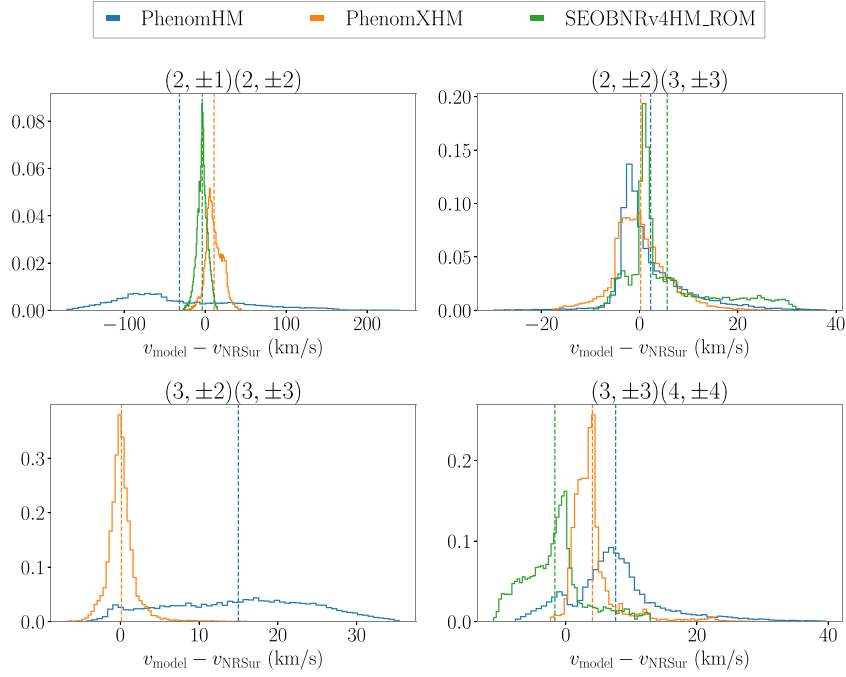 PhenomHM PhenomXHM SEOBNRv4HM_ROM
(2, ±1)(2, ±2)
0.08
0.06
0.04
0.02
0.00
−100 0 100 200
v_model − v_NRSur (km/s)
(2, ±2)(3, ±3)
0.20
0.15
0.10
0.05
0.00
−20 0 20 40
v_model − v_NRSur (km/s)
(3, ±2)(3, ±3)
0.3
0.2
0.1
0.0
0 10 20 30
v_model − v_NRSur (km/s)
(3, ±3)(4, ±4)
0.2
0.1
0.0
0 20 40
v_model − v_NRSur (km/s)